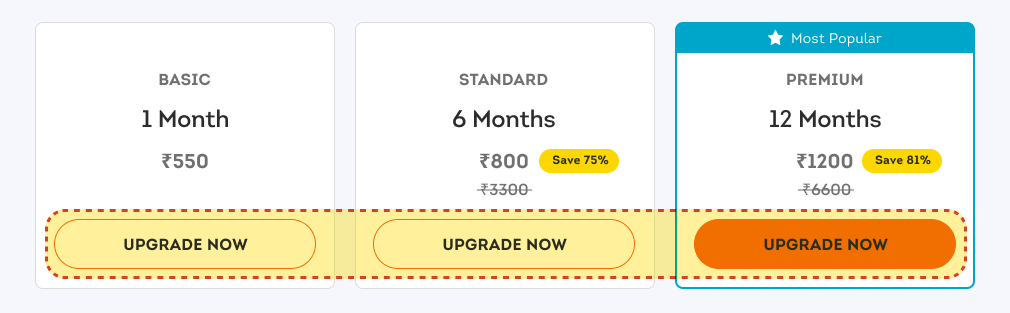 BASIC
1 Month
₹550
UPGRADE NOW
STANDARD
6 Months
₹800 Save 75%
₹3300
UPGRADE NOW
Most Popular
PREMIUM
12 Months
₹1200 Save 81%
₹6600
UPGRADE NOW